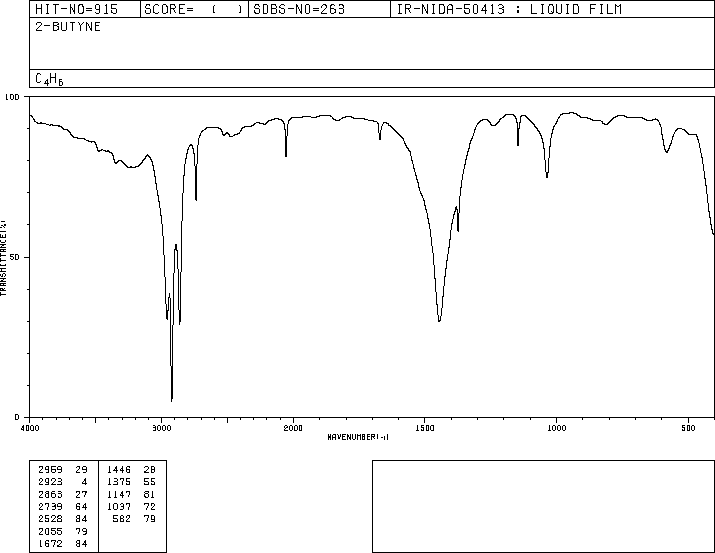 HIT-NO=915 SCORE= ( ) SDBS-NO=263 IR-NIDA-50413 : LIQUID FILM
2-BUTYNE
C4H6
100
50
0
TRANSMITTANCE(%)
4000 3000 2000 1500 1000 500
WAVENUMBER(-1)
2969 29 1446 28
2923 4 1375 55
2863 27 1147 81
2739 64 1037 72
2528 84 582 79
2055 79
1672 84